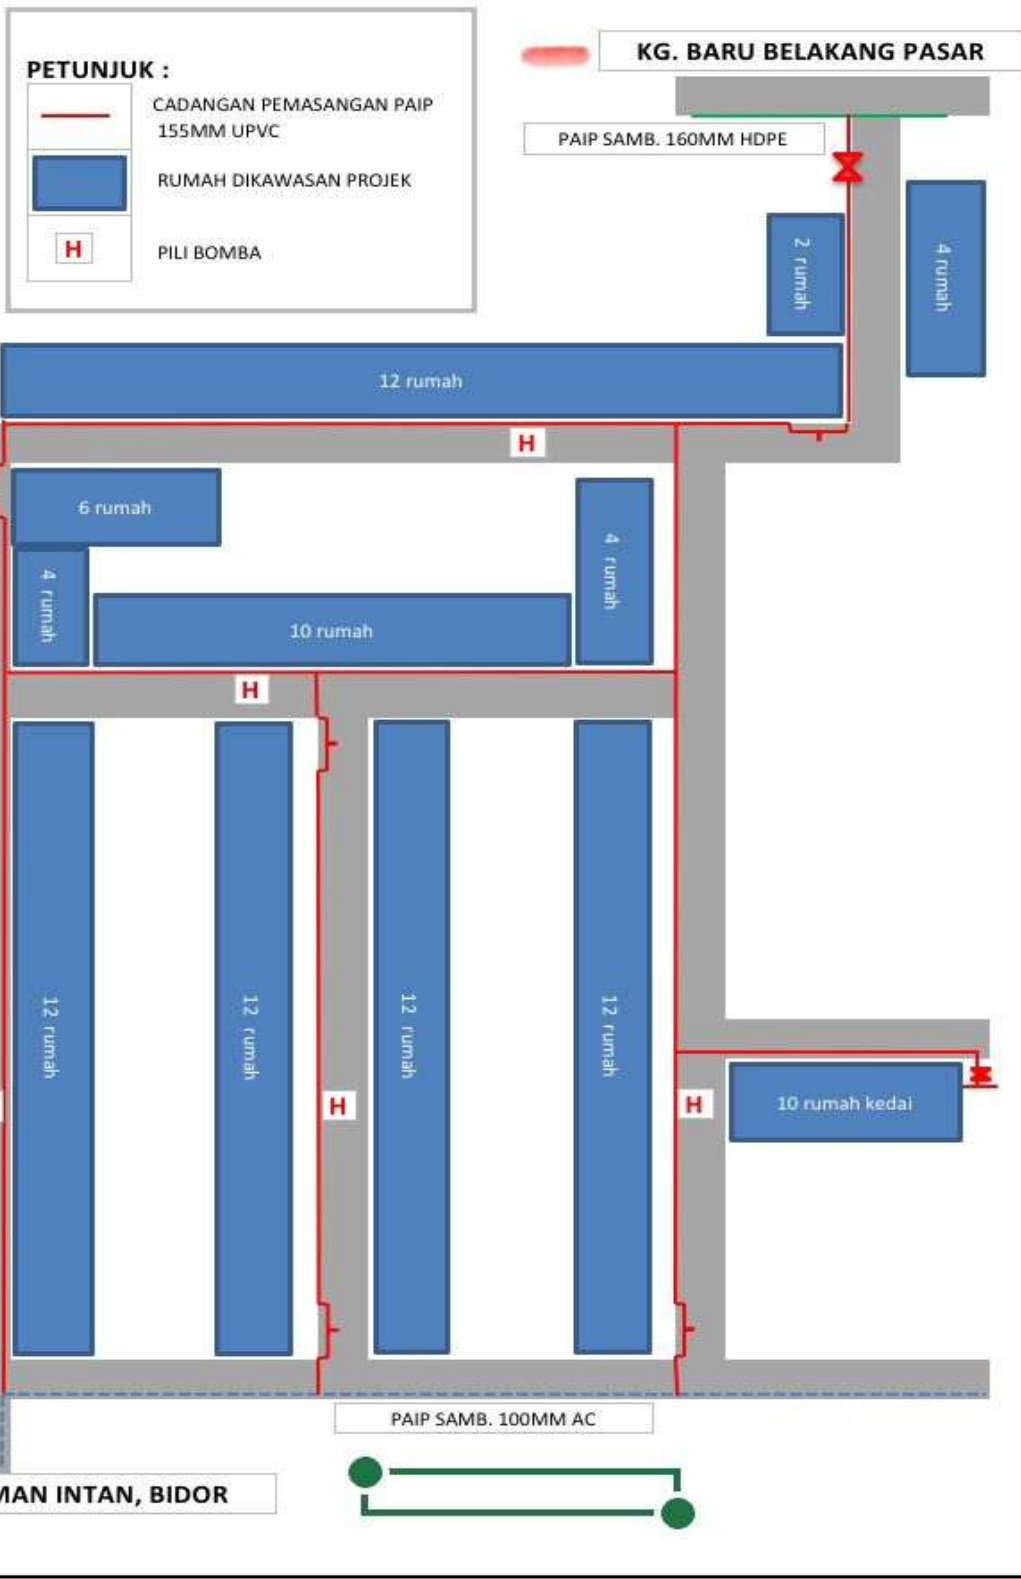 PETUNJUK :
CADANGAN PEMASANGAN PAIP
155MM UPVC
RUMAH DIKAWASAN PROJEK
H
PILI BOMBA
KG. BARU BELAKANG PASAR
PAIP SAMB. 160MM HDPE
2 rumah
4 rumah
12 rumah
H
6 rumah
4 rumah
4 rumah
10 rumah
H
12 rumah
12 rumah
12 rumah
12 rumah
H
H
10 rumah kedai
PAIP SAMB. 100MM AC
MAN INTAN, BIDOR